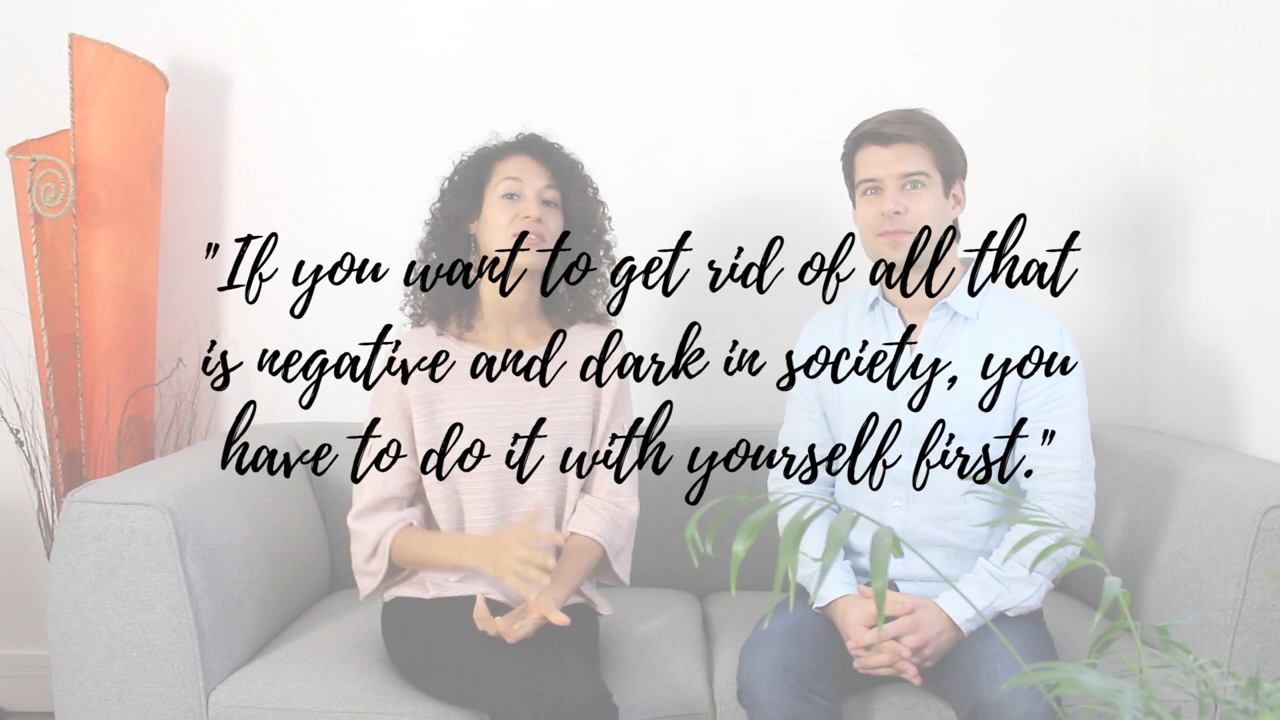 "If you want to get rid of all that
is negative and dark in society, you
have to do it with yourself first."